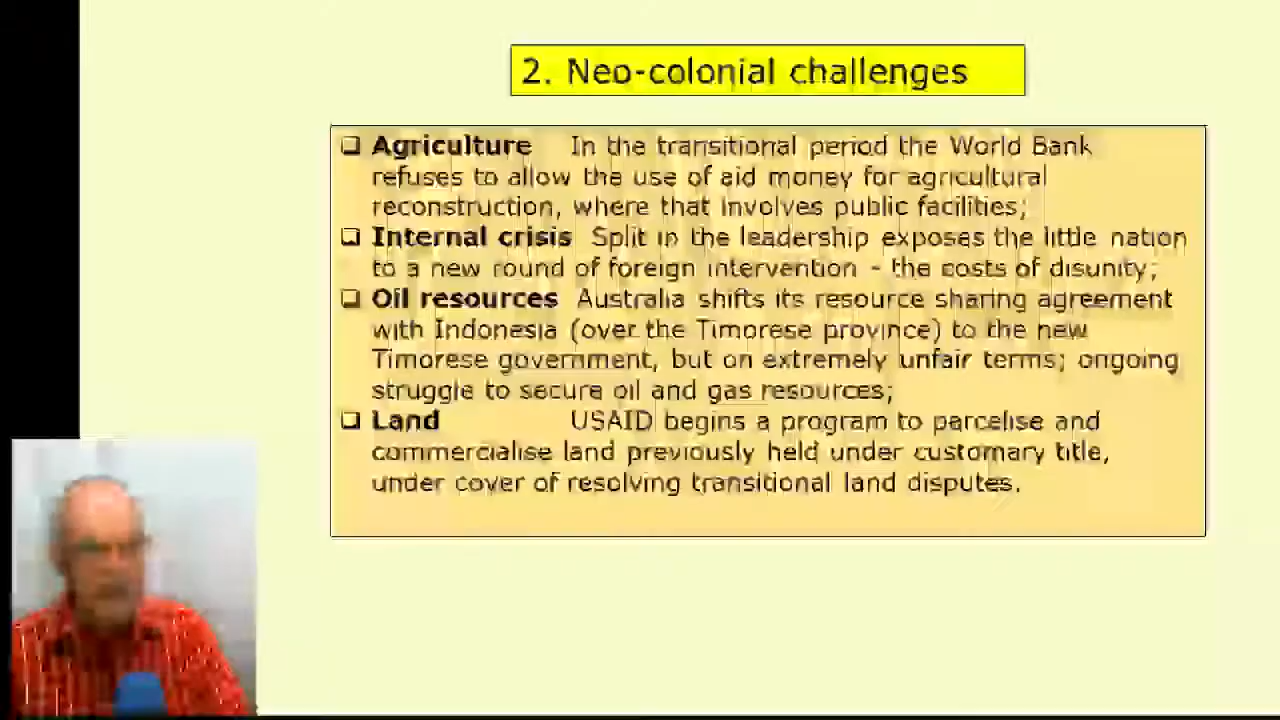 2. Neo-colonial challenges
❑ Agriculture In the transitional period the World Bank
refuses to allow the use of aid money for agricultural
reconstruction, where that involves public facilities;
❑ Internal crisis Split in the leadership exposes the little nation
to a new round of foreign intervention - the costs of disunity;
❑ Oil resources Australia shifts its resource sharing agreement
with Indonesia (over the Timorese province) to the new
Timorese government, but on extremely unfair terms; ongoing
struggle to secure oil and gas resources;
❑ Land USAID begins a program to parcelise and
commercialise land previously held under customary title,
under cover of resolving transitional land disputes.